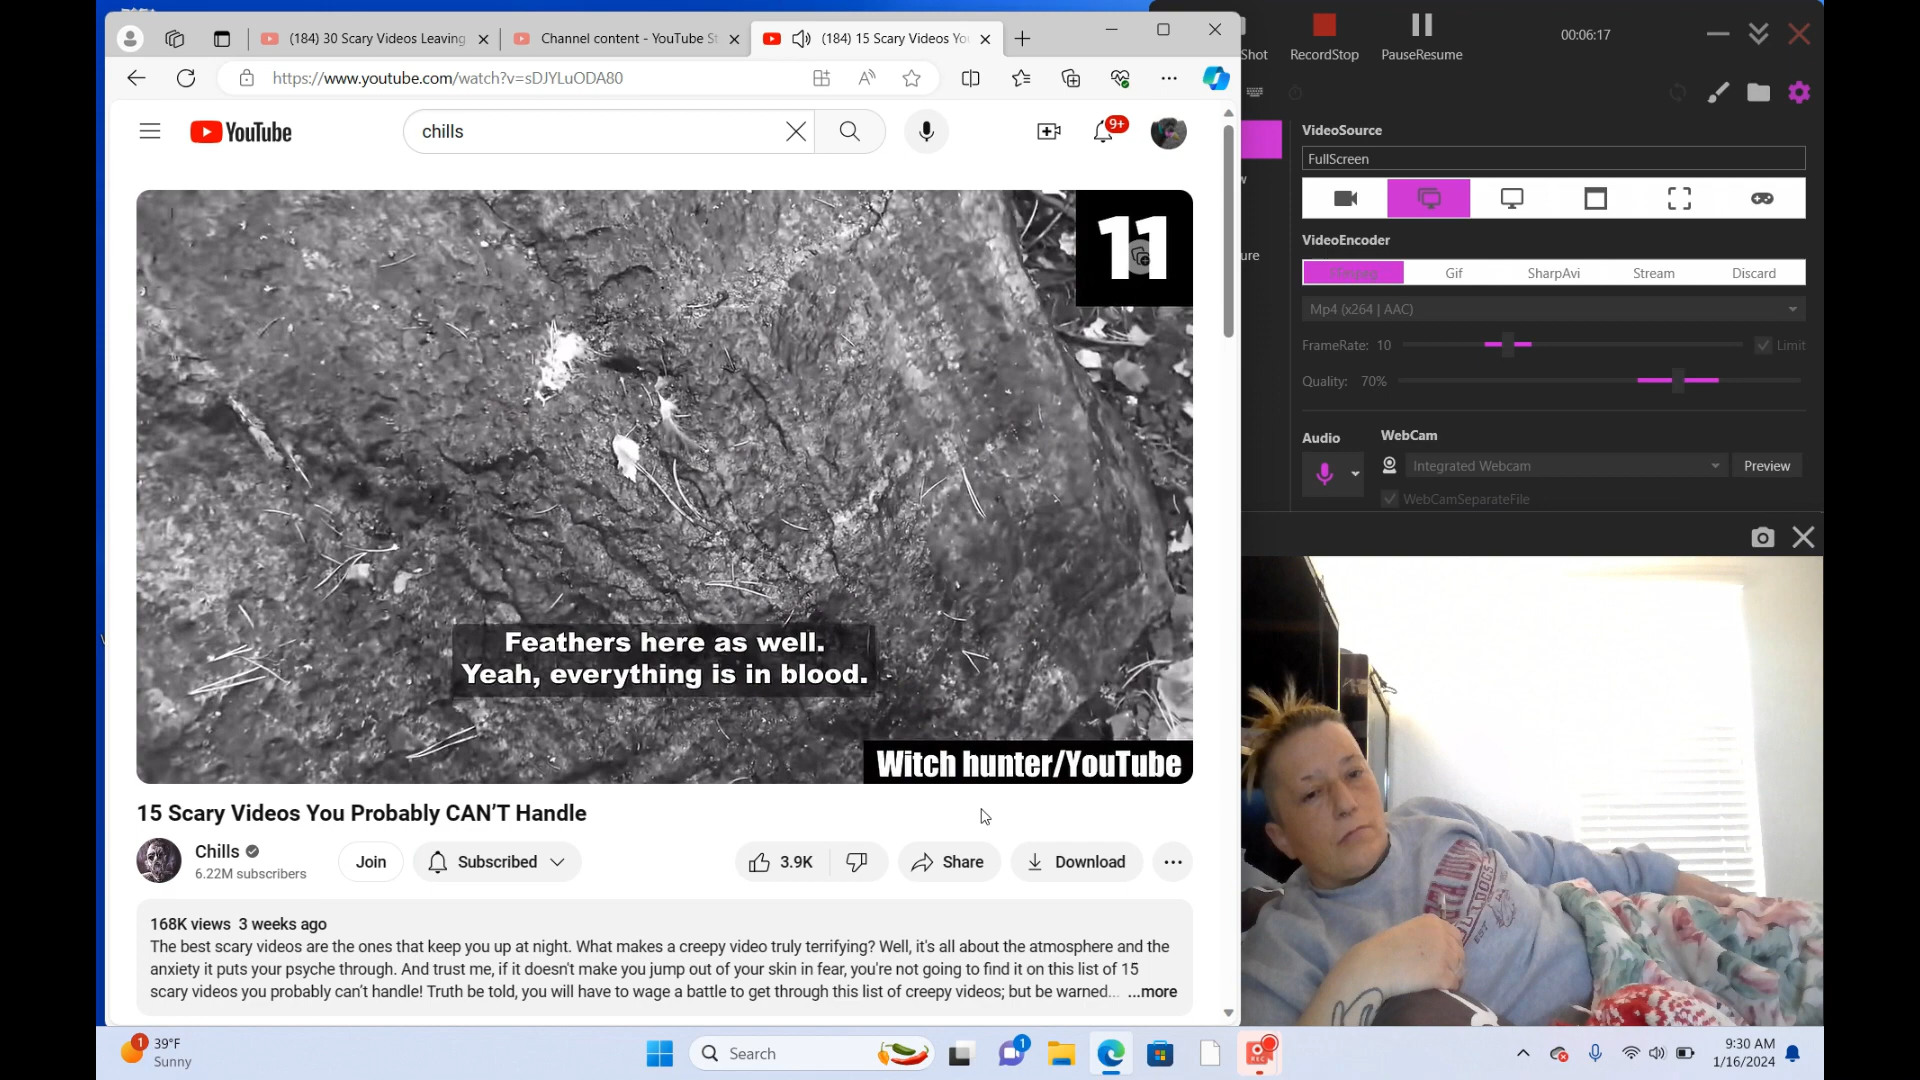 (184) 30 Scary Videos Leaving
Channel content - YouTube St
(184) 15 Scary Videos You
https://www.youtube.com/watch?v=sDJYLuODA80
YouTube
chills
9+
11
Feathers here as well.
Yeah, everything is in blood.
Witch hunter/YouTube
15 Scary Videos You Probably CAN'T Handle
Chills
6.22M subscribers
Join
Subscribed
3.9K
Share
Download
168K views 3 weeks ago
The best scary videos are the ones that keep you up at night. What makes a creepy video truly terrifying? Well, it's all about the atmosphere and the
anxiety it puts your psyche through. And trust me, if it doesn't make you jump out of your skin in fear, you're not going to find it on this list of 15
scary videos you probably can't handle! Truth be told, you will have to wage a battle to get through this list of creepy videos; but be warned... ...more
Shot
RecordStop
PauseResume
00:06:17
VideoSource
FullScreen
w
ure
VideoEncoder
Gif
SharpAvi
Stream
Discard
Mp4 (x264 | AAC)
FrameRate: 10
Limit
Quality: 70%
Audio
WebCam
Integrated Webcam
Preview
WebCamSeparateFile
1
39°F
Sunny
Search
1
REC
9:30 AM
1/16/2024